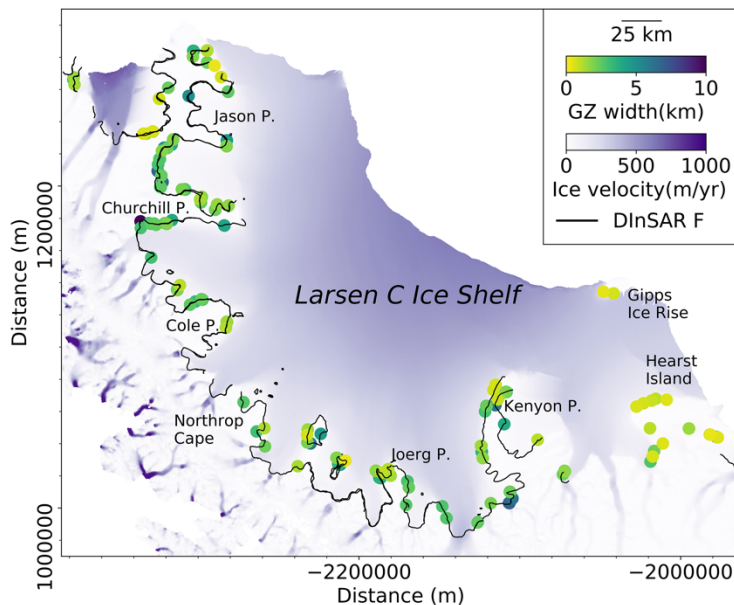 25 km
0 5 10
GZ width(km)
0 500 1000
Ice velocity(m/yr)
DInSAR F
Jason P.
Churchill P.
Larsen C Ice Shelf
Gipps
Ice Rise
Cole P.
Hearst
Island
Northrop
Cape
Kenyon P.
Joerg P.
Distance (m)
1200000
1000000
−2200000 −2000000
Distance (m)